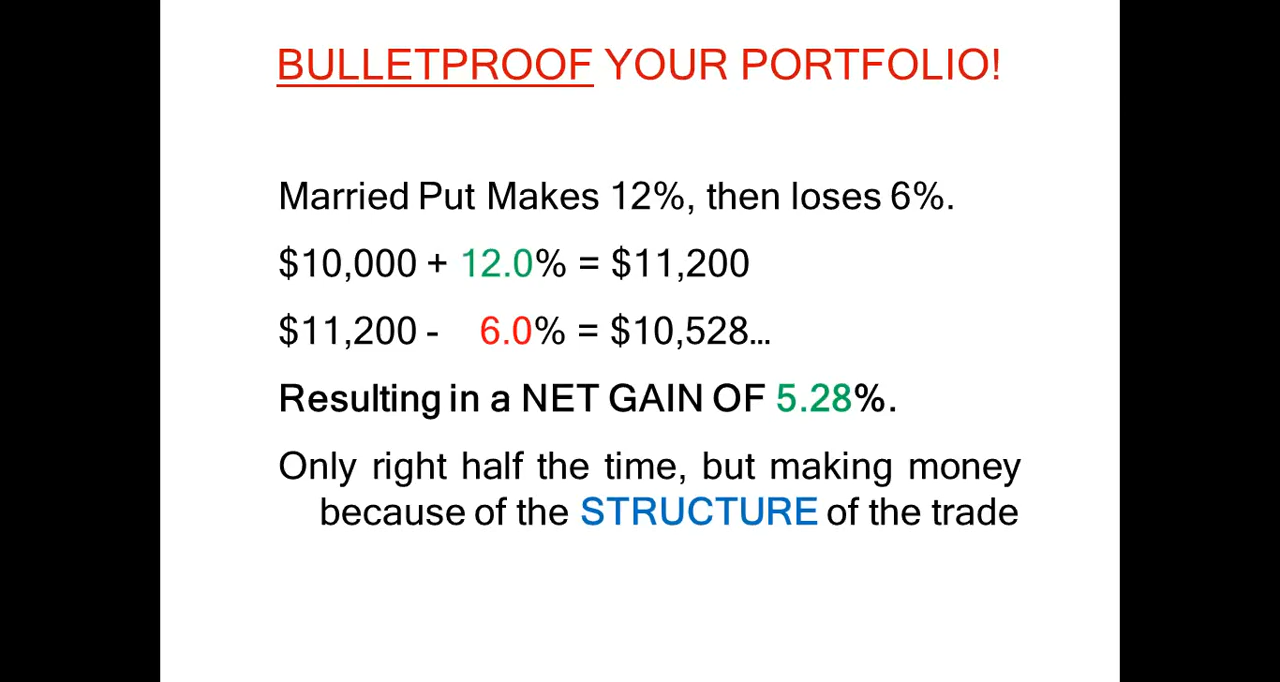 BULLETPROOF YOUR PORTFOLIO!
Married Put Makes 12%, then loses 6%.
$10,000 + 12.0% = $11,200
$11,200 - 6.0% = $10,528...
Resulting in a NET GAIN OF 5.28%.
Only right half the time, but making money
because of the STRUCTURE of the trade